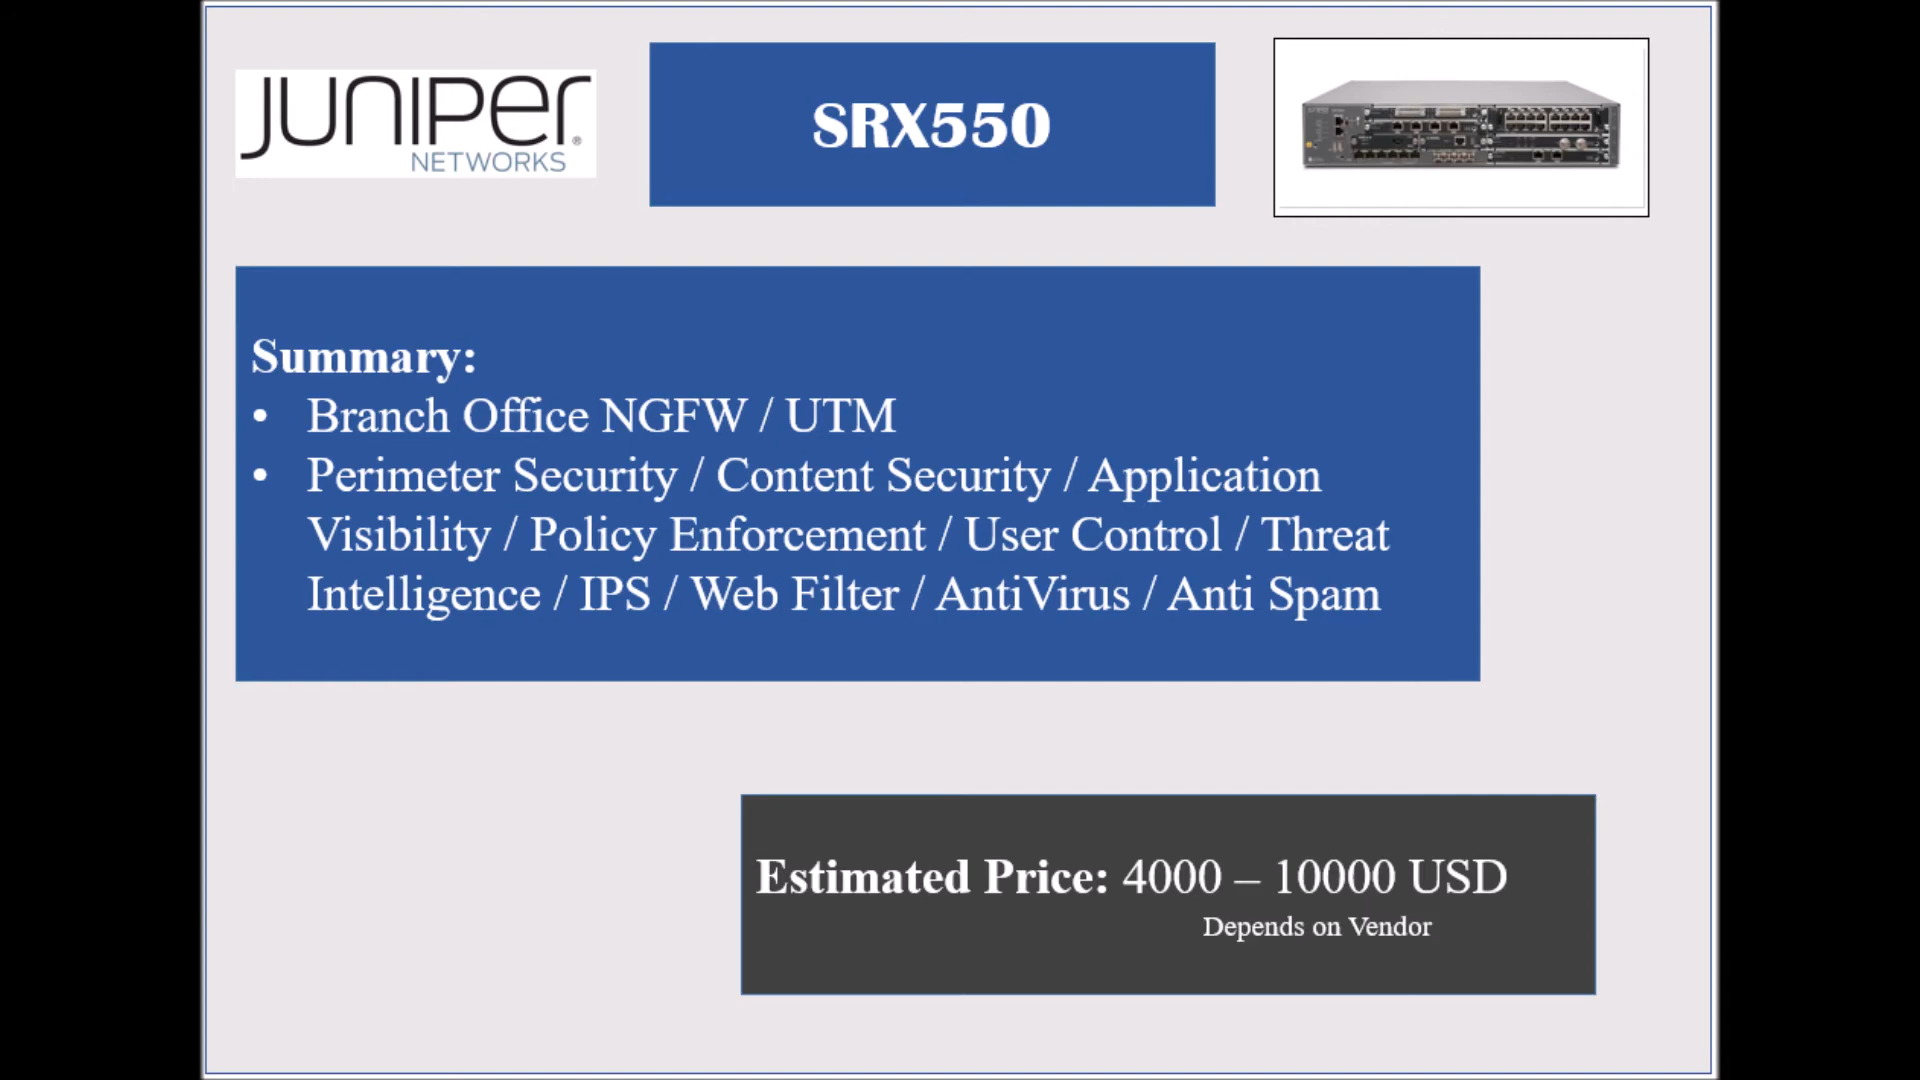 JUNIPEr
NETWORKS
SRX550
Summary:
• Branch Office NGFW / UTM
• Perimeter Security / Content Security / Application
Visibility / Policy Enforcement / User Control / Threat
Intelligence / IPS / Web Filter / AntiVirus / Anti Spam
Estimated Price: 4000 – 10000 USD
Depends on Vendor